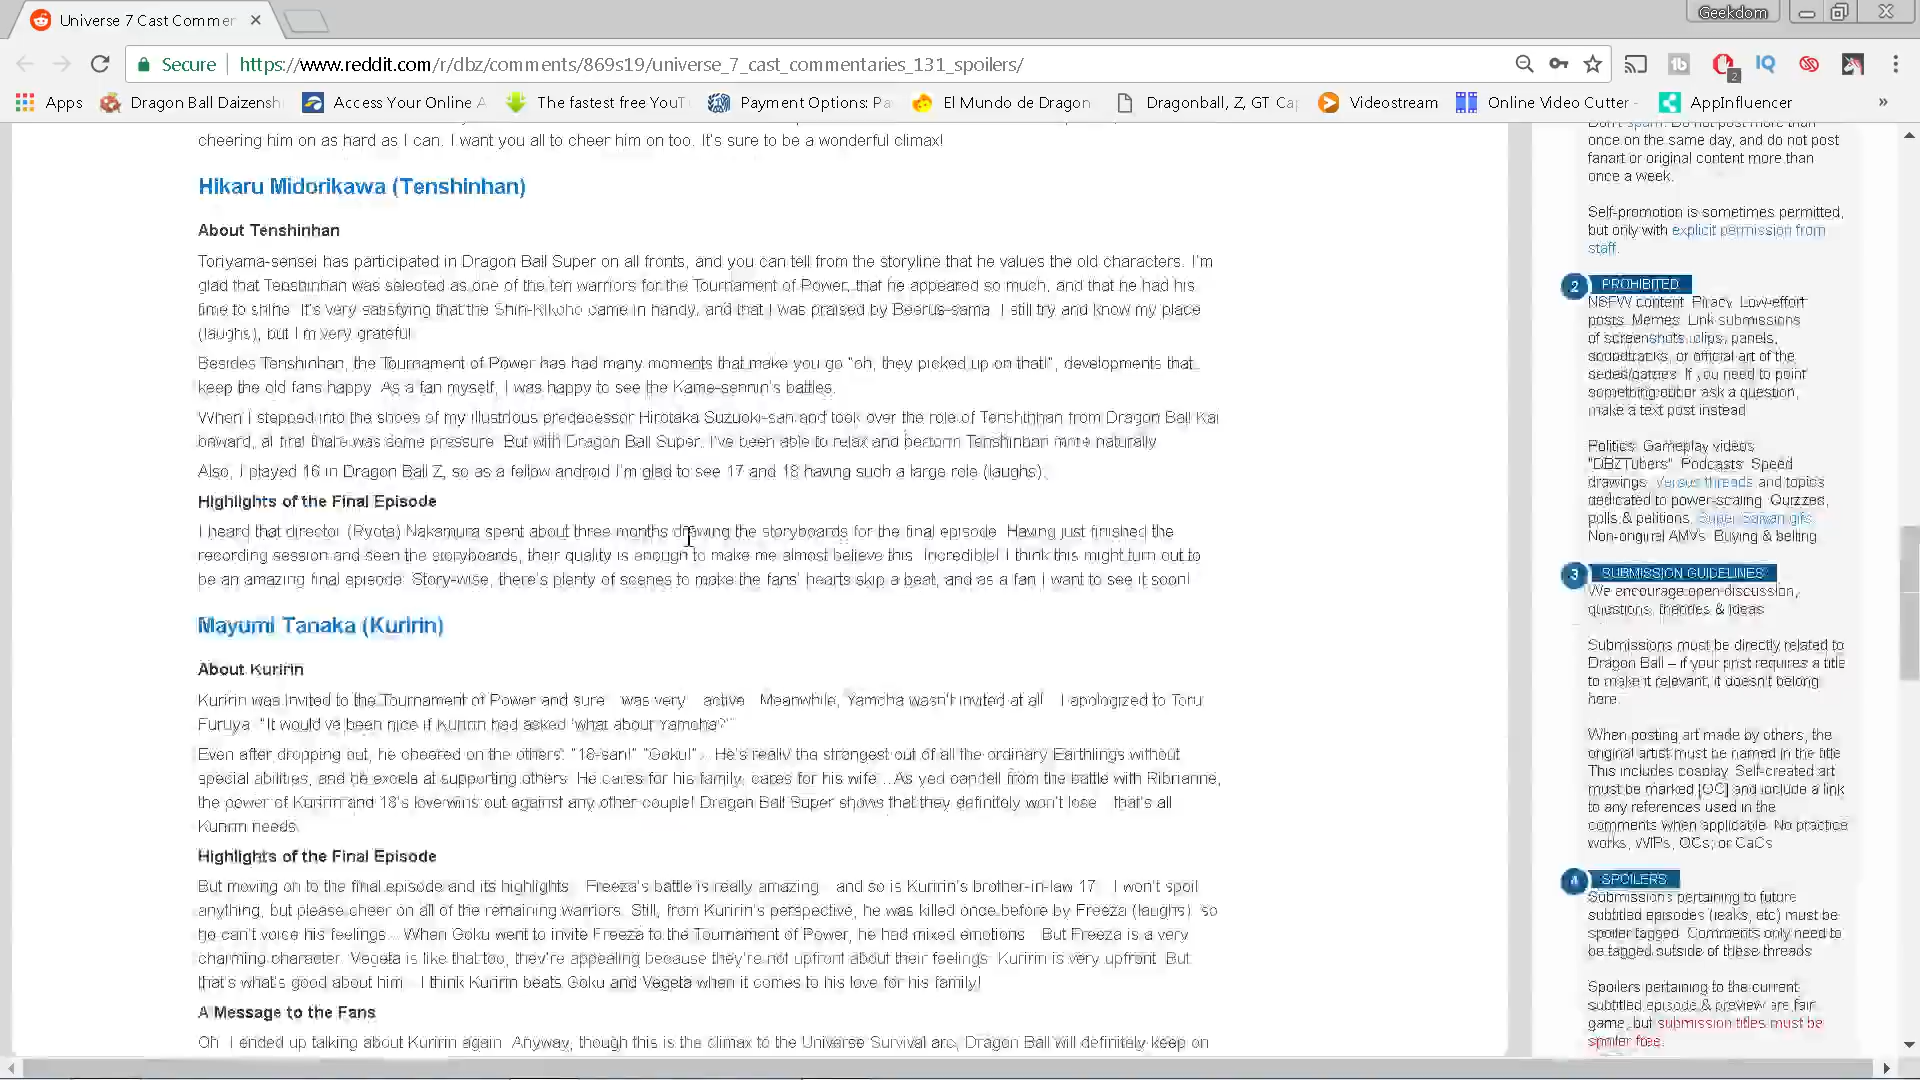 Universe 7 Cast Commer
Geekdom
Secure
https://www.reddit.com/r/dbz/comments/869s19/universe_7_cast_commentaries_131_spoilers/
Apps
Dragon Ball Daizensh
Access Your Online A
The fastest free YouT
Payment Options: Pa
El Mundo de Dragon
Dragonball, Z, GT Ca
Videostream
Online Video Cutter -
AppInfluencer
»
cheering him on as hard as I can. I want you all to cheer him on too. It's sure to be a wonderful climax!
Hikaru Midorikawa (Tenshinhan)
About Tenshinhan
Toriyama-sensei has participated in Dragon Ball Super on all fronts, and you can tell from the storyline that he values the old characters. I'm
glad that Tenshinhan was selected as one of the ten warriors for the Tournament of Power, that he appeared so much, and that he had his
time to shine. It's very satisfying that the Shin-Kikoho came in handy, and that I was praised by Beerus-sama. I still try and know my place
(laughs), but I'm very grateful.
Besides Tenshinhan, the Tournament of Power has had many moments that make you go "oh, they picked up on that!", developments that
keep the old fans happy. As a fan myself, I was happy to see the Kame-sennin's battles.
When I stepped into the shoes of my illustrious predecessor Hirotaka Suzuoki-san and took over the role of Tenshinhan from Dragon Ball Kai
onward, at first there was some pressure. But with Dragon Ball Super, I've been able to relax and perform Tenshinhan more naturally.
Also, I played 16 in Dragon Ball Z, so as a fellow android I'm glad to see 17 and 18 having such a large role (laughs).
Highlights of the Final Episode
I heard that director (Ryota) Nakamura spent about three months drawing the storyboards for the final episode. Having just finished the
recording session and seen the storyboards, their quality is enough to make me almost believe this. Incredible! I think this might turn out to
be an amazing final episode. Story-wise, there's plenty of scenes to make the fans' hearts skip a beat, and as a fan I want to see it soon!
Mayumi Tanaka (Kuririn)
About Kuririn
Kuririn was invited to the Tournament of Power and sure was very active. Meanwhile, Yamcha wasn't invited at all I apologized to Toru
Furuya. "It would've been nice if Kuririn had asked 'what about Yamcha?'"
Even after dropping out, he cheered on the others: "18-san!" "Goku!"... He's really the strongest out of all the ordinary Earthlings without
special abilities, and he excels at supporting others. He cares for his family, cares for his wife... As you can tell from the battle with Ribrianne,
the power of Kuririn and 18's love wins out against any other couple! Dragon Ball Super shows that they definitely won't lose that's all
Kuririn needs.
Highlights of the Final Episode
But moving on to the final episode and its highlights Freeza's battle is really amazing and so is Kuririn's brother-in-law 17 I won't spoil
anything, but please cheer on all of the remaining warriors. Still, from Kuririn's perspective, he was killed once before by Freeza (laughs) so
he can't voice his feelings. When Goku went to invite Freeza to the Tournament of Power, he had mixed emotions But Freeza is a very
charming character. Vegeta is like that too, they're appealing because they're not upfront about their feelings. Kuririn is very upfront. But
that's what's good about him I think Kuririn beats Goku and Vegeta when it comes to his love for his family!
A Message to the Fans
Oh, I ended up talking about Kuririn again. Anyway, though this is the climax to the Universe Survival arc, Dragon Ball will definitely keep on
Don't spam. Do not post more than
once on the same day, and do not post
fanart or original content more than
once a week.
Self-promotion is sometimes permitted,
but only with explicit permission from
staff.
2 PROHIBITED
NSFW content. Piracy. Low-effort
posts. Memes. Link submissions
of screenshots, clips, panels,
soundtracks, or official art of the
series/games. If you need to point
something out or ask a question,
make a text post instead.
Politics. Gameplay videos.
"DBZTubers". Podcasts. Speed
drawings. Versus threads and topics
dedicated to power-scaling. Quizzes,
polls & petitions. Super Saiyan gifs.
Non-original AMVs. Buying & selling.
3 SUBMISSION GUIDELINES
We encourage open discussion,
questions, theories & ideas.
Submissions must be directly related to
Dragon Ball – if your post requires a title
to make it relevant, it doesn't belong
here.
When posting art made by others, the
original artist must be named in the title.
This includes cosplay. Self-created art
must be marked [OC] and include a link
to any references used in the
comments when applicable. No practice
works, WIPs, OCs, or CaCs.
4 SPOILERS
Submissions pertaining to future
subtitled episodes (leaks, etc) must be
spoiler tagged. Comments only need to
be tagged outside of these threads.
Spoilers pertaining to the current
subtitled episode & preview are fair
game, but submission titles must be
spoiler free.